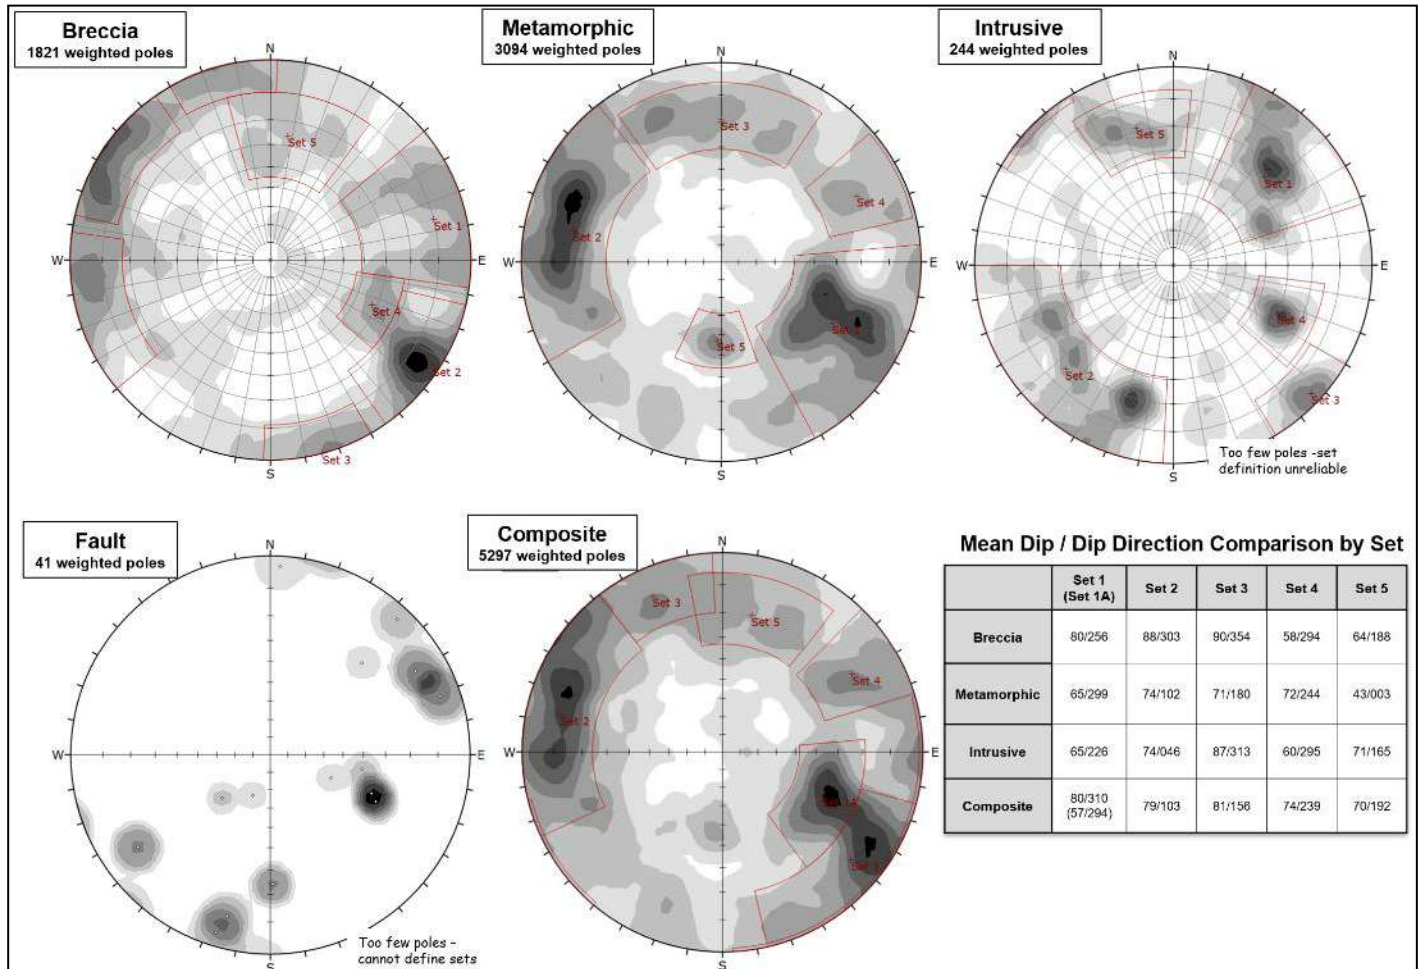 Breccia
1821 weighted poles
N
W
E
S
Set 5
Set 1
Set 4
Set 2
Set 3
Metamorphic
3094 weighted poles
N
W
E
S
Set 3
Set 4
Set 2
Set 1
Set 5
Intrusive
244 weighted poles
N
W
E
S
Set 5
Set 1
Set 4
Set 2
Set 3
Too few poles -set
definition unreliable
Fault
41 weighted poles
N
W
E
S
Too few poles –
cannot define sets
Composite
5297 weighted poles
N
W
E
S
Set 3
Set 5
Set 4
Set 2
Set 1A
Set 1
Mean Dip / Dip Direction Comparison by Set
Set 1 (Set 1A) Set 2 Set 3 Set 4 Set 5
Breccia 80/256 88/303 90/354 58/294 64/188
Metamorphic 65/299 74/102 71/180 72/244 43/003
Intrusive 65/226 74/046 87/313 60/295 71/165
Composite 80/310 (57/294) 79/103 81/156 74/239 70/192